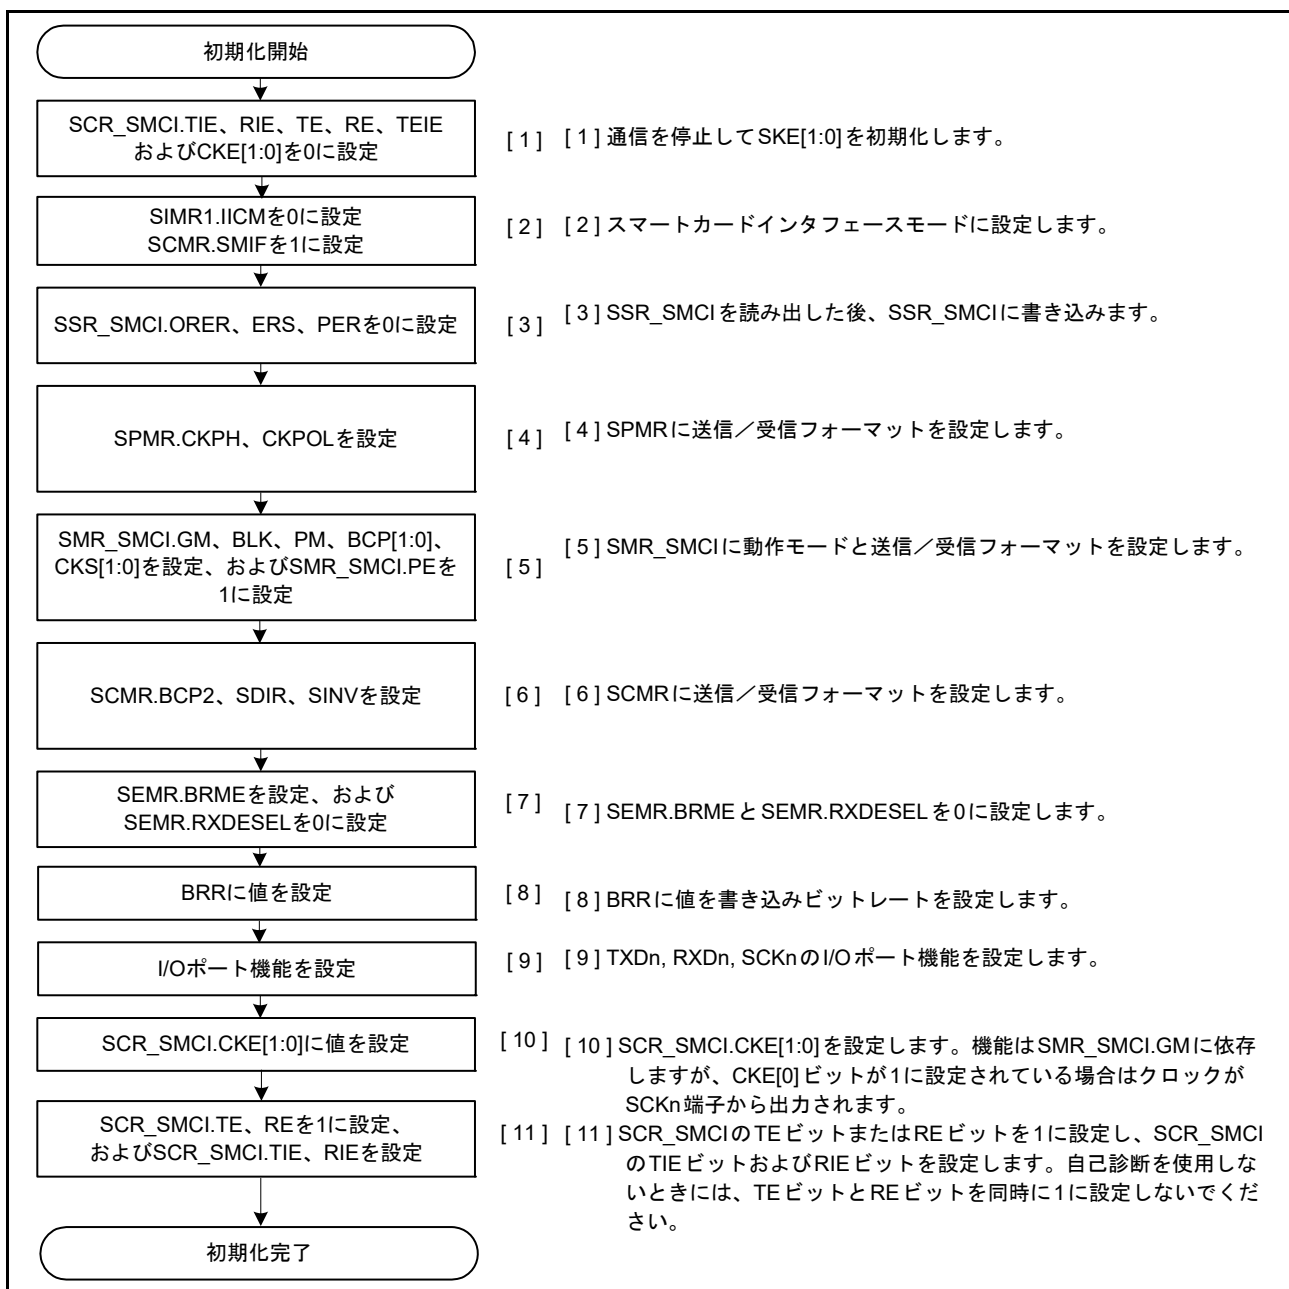 初期化開始
SCR_SMCI.TIE、RIE、TE、RE、TEIE
およびCKE[1:0]を0に設定
[ 1 ]
[ 1 ] 通信を停止してSKE[1:0]を初期化します。
SIMR1.IICMを0に設定
SCMR.SMIFを1に設定
[ 2 ]
[ 2 ] スマートカードインタフェースモードに設定します。
SSR_SMCI.ORER、ERS、PERを0に設定
[ 3 ]
[ 3 ] SSR_SMCIを読み出した後、SSR_SMCIに書き込みます。
SPMR.CKPH、CKPOLを設定
[ 4 ]
[ 4 ] SPMRに送信／受信フォーマットを設定します。
SMR_SMCI.GM、BLK、PM、BCP[1:0]、
CKS[1:0]を設定、およびSMR_SMCI.PEを
1に設定
[ 5 ]
[ 5 ] SMR_SMCIに動作モードと送信／受信フォーマットを設定します。
SCMR.BCP2、SDIR、SINVを設定
[ 6 ]
[ 6 ] SCMRに送信／受信フォーマットを設定します。
SEMR.BRMEを設定、および
SEMR.RXDESELを0に設定
[ 7 ]
[ 7 ] SEMR.BRMEとSEMR.RXDESELを0に設定します。
BRRに値を設定
[ 8 ]
[ 8 ] BRRに値を書き込みビットレートを設定します。
I/Oポート機能を設定
[ 9 ]
[ 9 ] TXDn, RXDn, SCKnのI/Oポート機能を設定します。
SCR_SMCI.CKE[1:0]に値を設定
[ 10 ]
[ 10 ] SCR_SMCI.CKE[1:0]を設定します。機能はSMR_SMCI.GMに依存
しますが、CKE[0]ビットが1に設定されている場合はクロックが
SCKn端子から出力されます。
SCR_SMCI.TE、REを1に設定、
およびSCR_SMCI.TIE、RIEを設定
[ 11 ]
[ 11 ] SCR_SMCIのTEビットまたはREビットを1に設定し、SCR_SMCI
のTIEビットおよびRIEビットを設定します。自己診断を使用しな
いときには、TEビットとREビットを同時に1に設定しないでくだ
さい。
初期化完了